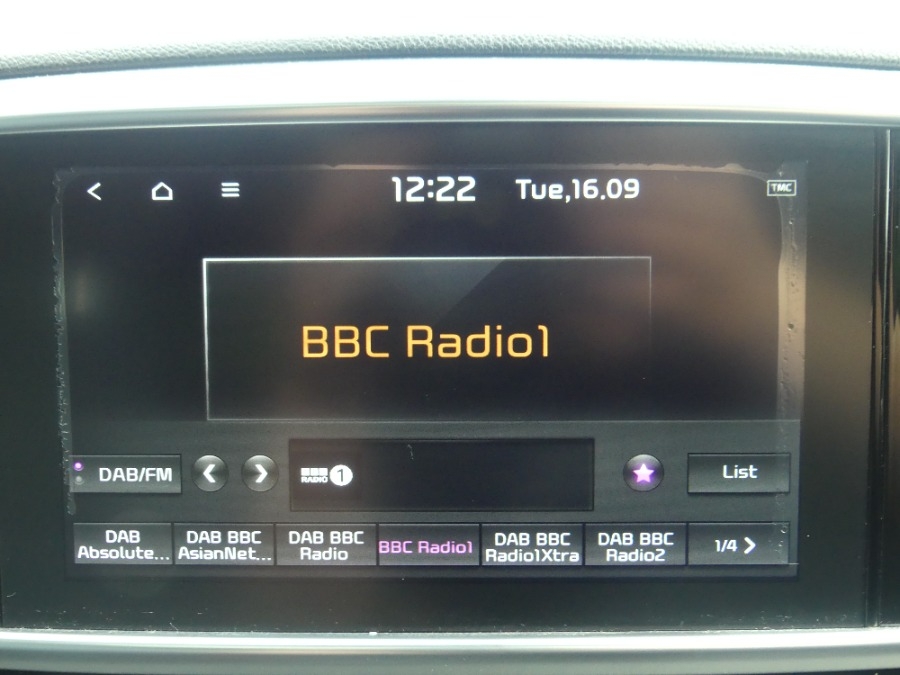 12:22 Tue,16.09 TMC
BBC Radio1
DAB/FM BBC RADIO 1 List
DAB Absolute... DAB BBC AsianNet... DAB BBC Radio BBC Radio1 DAB BBC Radio1Xtra DAB BBC Radio2 1/4